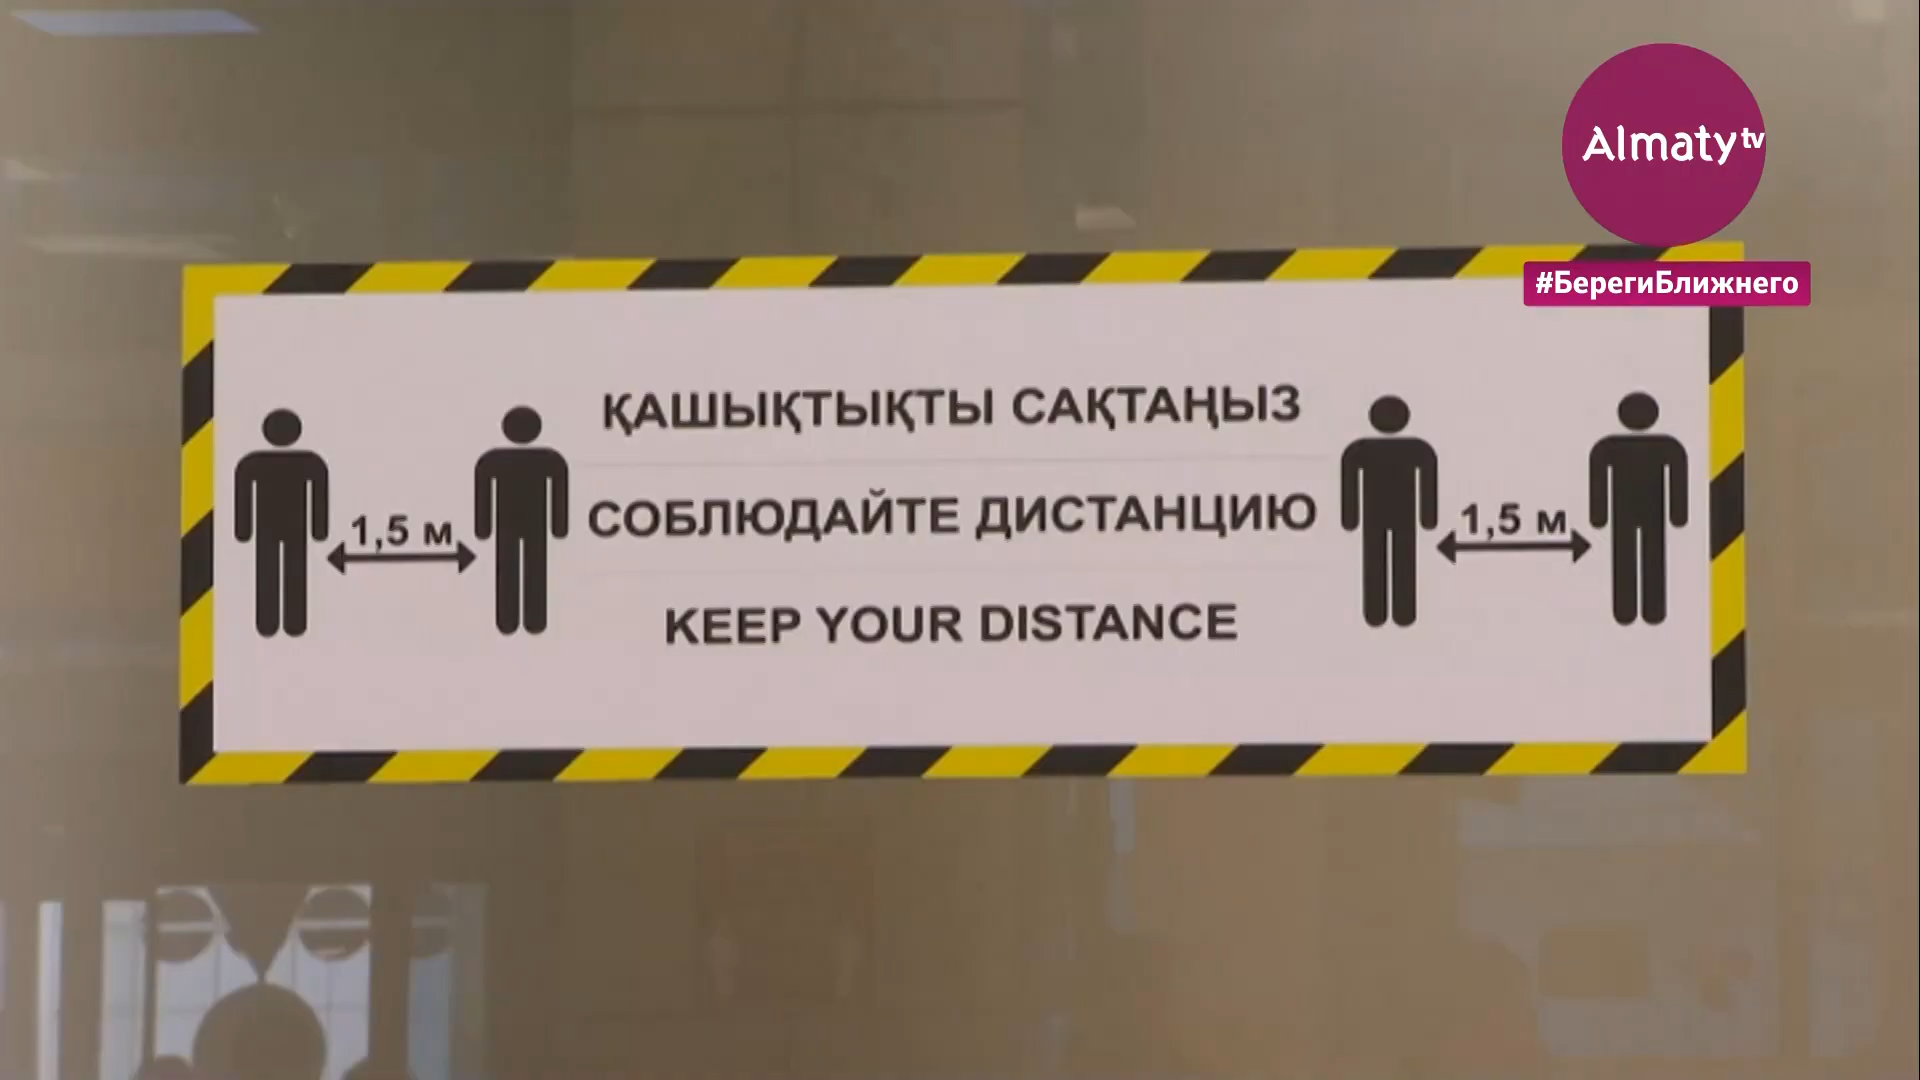 Almaty tv
#БерегиБлижнего
ҚАШЫҚТЫҚТЫ САҚТАҢЫЗ
1,5 м
СОБЛЮДАЙТЕ ДИСТАНЦИЮ
1,5 м
KEEP YOUR DISTANCE